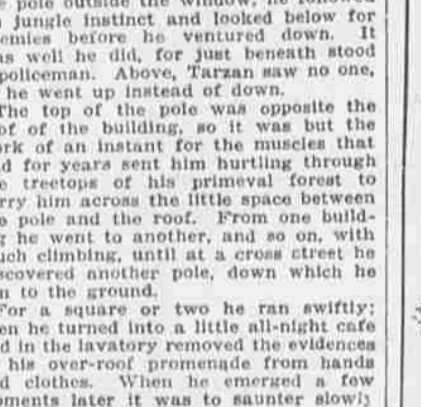 pole outside the window, he followed
jungle instinct and looked below for
emies before he ventured down. It
as well he did, for just beneath stood
policeman. Above, Tarzan saw no one,
he went up instead of down.
The top of the pole was opposite the
of of the building, so it was but the
ork of an instant for the muscles that
d for years sent him hurtling through
e treetops of his primeval forest to
rry him across the little space between
e pole and the roof. From one build-
g he went to another, and so on, with
uch climbing, until at a cross street he
scovered another pole, down which he
n to the ground.
For a square or two he ran swiftly;
en he turned into a little all-night cafe
d in the lavatory removed the evidences
his over-roof promenade from hands
d clothes. When he emerged a few
oments later it was to saunter slowly